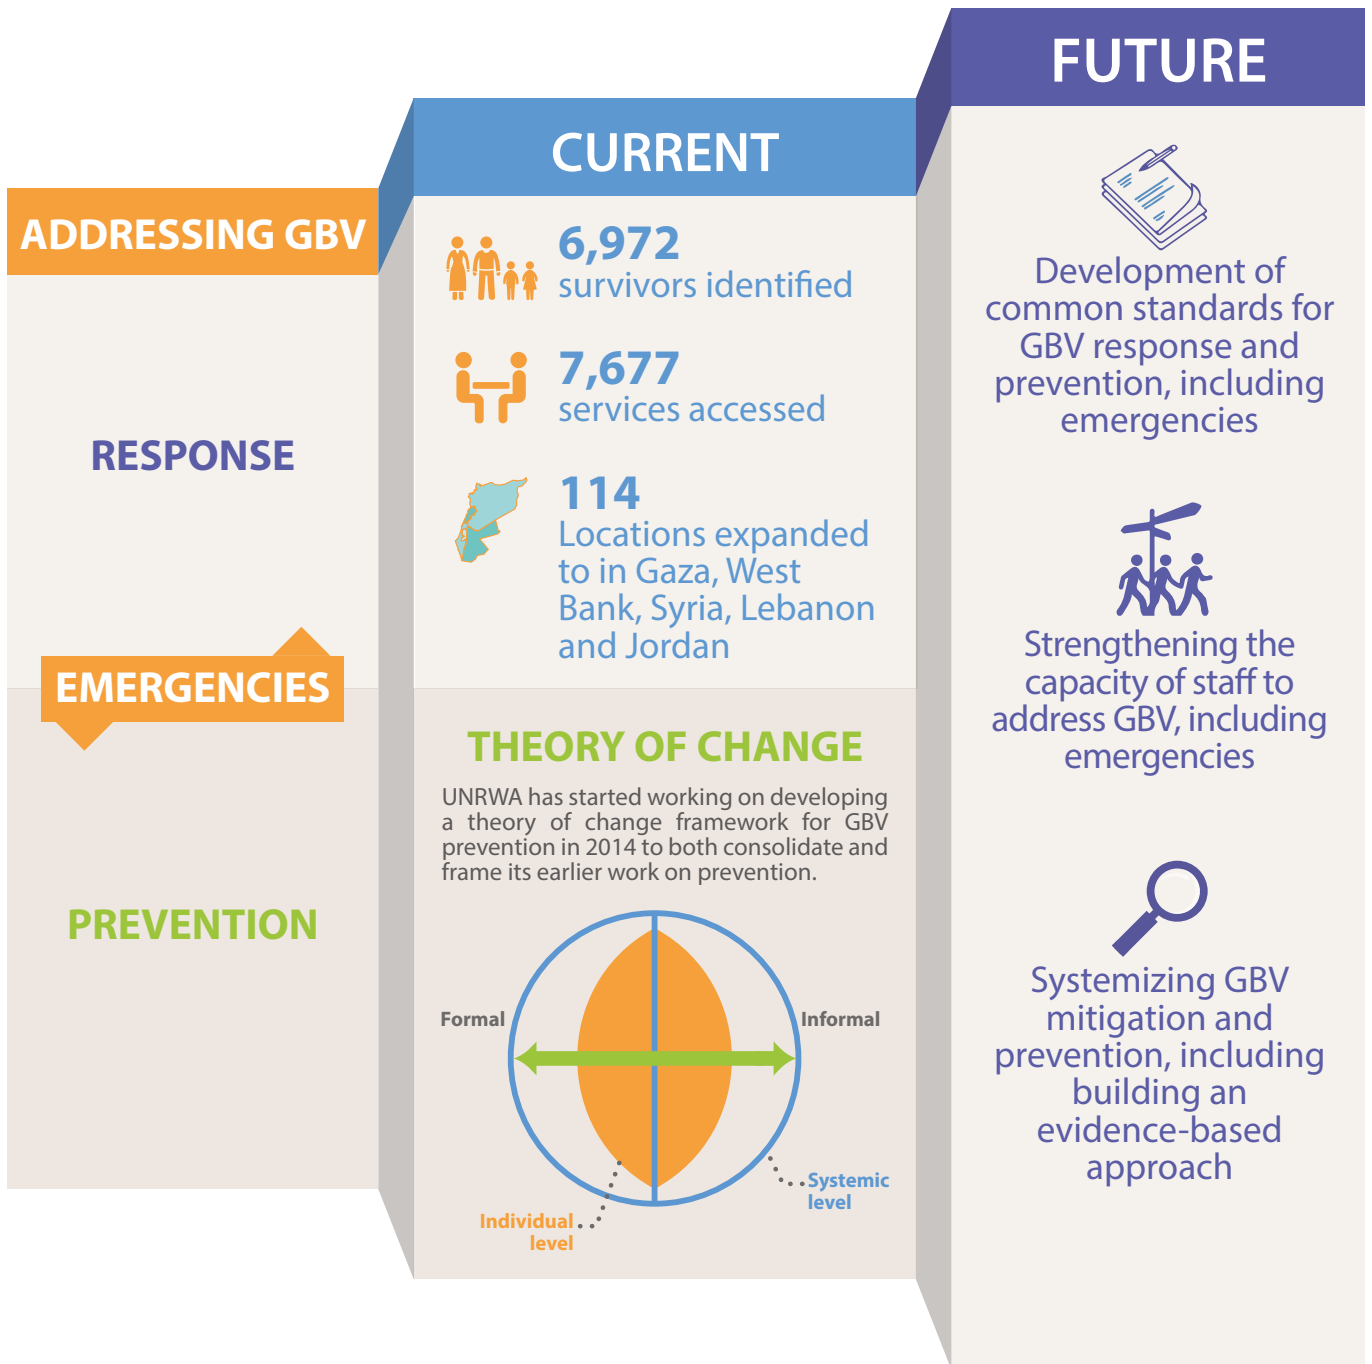 ADDRESSING GBV
RESPONSE
EMERGENCIES
PREVENTION
CURRENT
6,972
survivors identified
7,677
services accessed
114
Locations expanded
to in Gaza, West
Bank, Syria, Lebanon
and Jordan
THEORY OF CHANGE
UNRWA has started working on developing
a theory of change framework for GBV
prevention in 2014 to both consolidate and
frame its earlier work on prevention.
Formal
Informal
Systemic
level
Individual
level
FUTURE
Development of
common standards for
GBV response and
prevention, including
emergencies
Strengthening the
capacity of staff to
address GBV, including
emergencies
Systemizing GBV
mitigation and
prevention, including
building an
evidence-based
approach